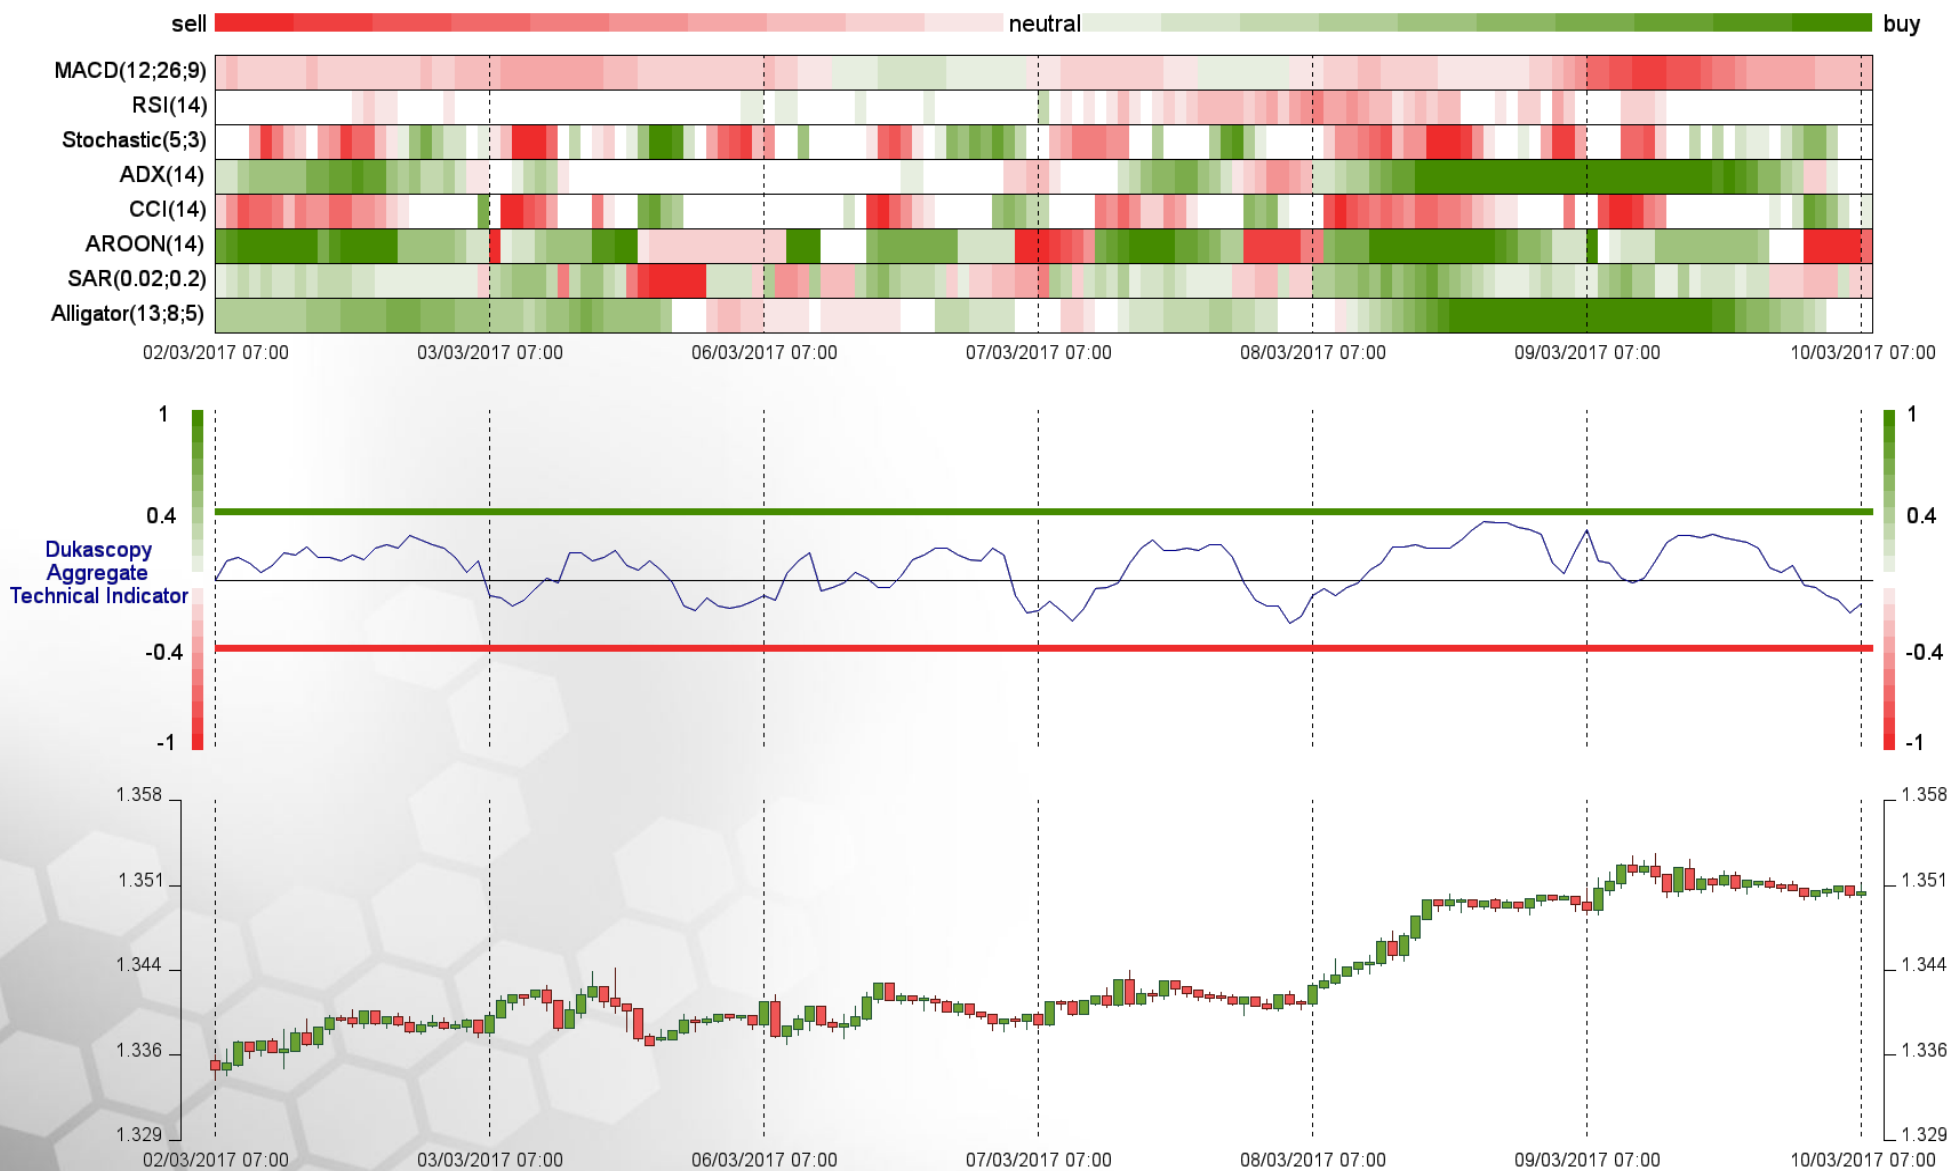 sell neutral buy
MACD(12;26;9)
RSI(14)
Stochastic(5;3)
ADX(14)
CCI(14)
AROON(14)
SAR(0.02;0.2)
Alligator(13;8;5)
02/03/2017 07:00 03/03/2017 07:00 06/03/2017 07:00 07/03/2017 07:00 08/03/2017 07:00 09/03/2017 07:00 10/03/2017 07:00
1 1
0.4 0.4
Dukascopy
Aggregate
Technical Indicator
-0.4 -0.4
-1 -1
1.358 1.358
1.351 1.351
1.344 1.344
1.336 1.336
1.329 1.329
02/03/2017 07:00 03/03/2017 07:00 06/03/2017 07:00 07/03/2017 07:00 08/03/2017 07:00 09/03/2017 07:00 10/03/2017 07:00